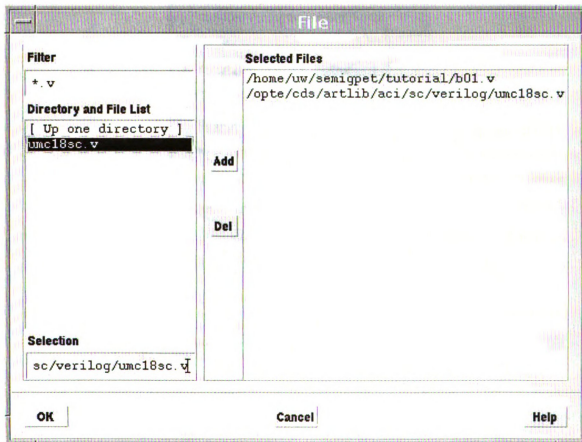 File
Filter
*.v
Directory and File List
[ Up one directory ]
umc18sc.v
Selection
sc/verilog/umc18sc.v
Selected Files
/home/uw/semigpet/tutorial/b01.v
/opte/cds/artlib/aci/sc/verilog/umc18sc.v
Add
Del
OK
Cancel
Help